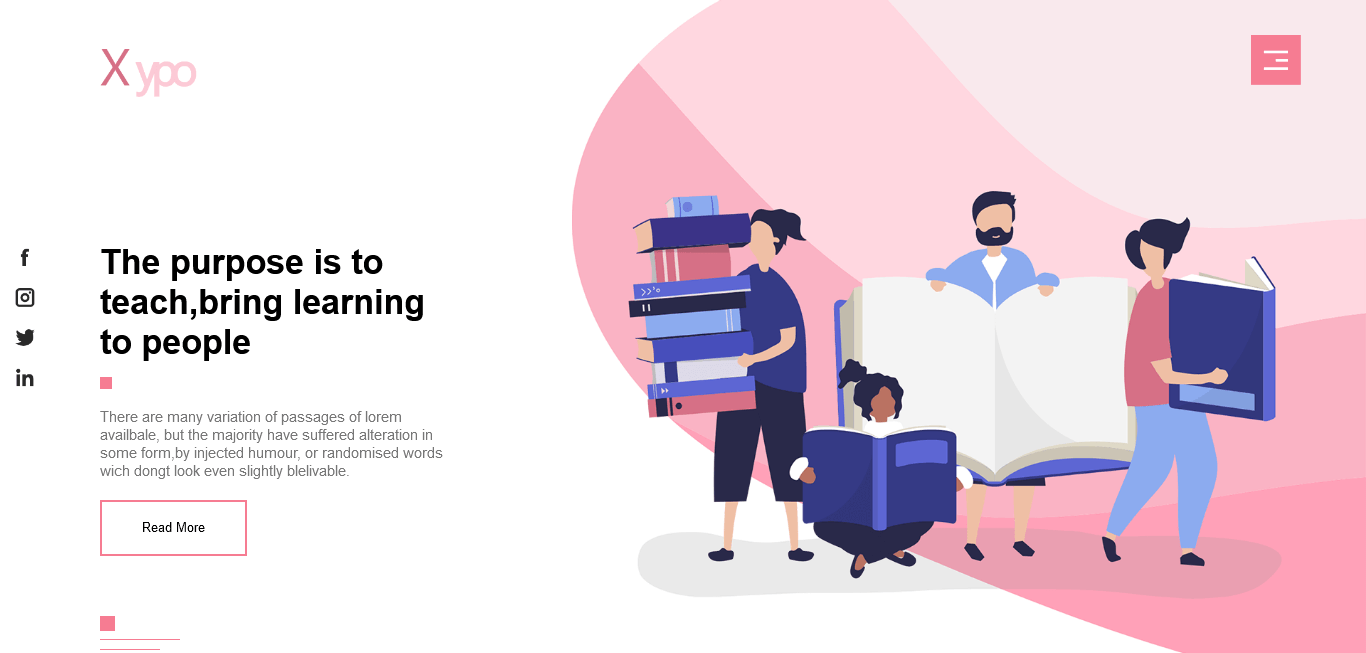 X ypo
The purpose is to
teach,bring learning
to people
There are many variation of passages of lorem
availbale, but the majority have suffered alteration in
some form,by injected humour, or randomised words
wich dongt look even slightly blelivable.
Read More